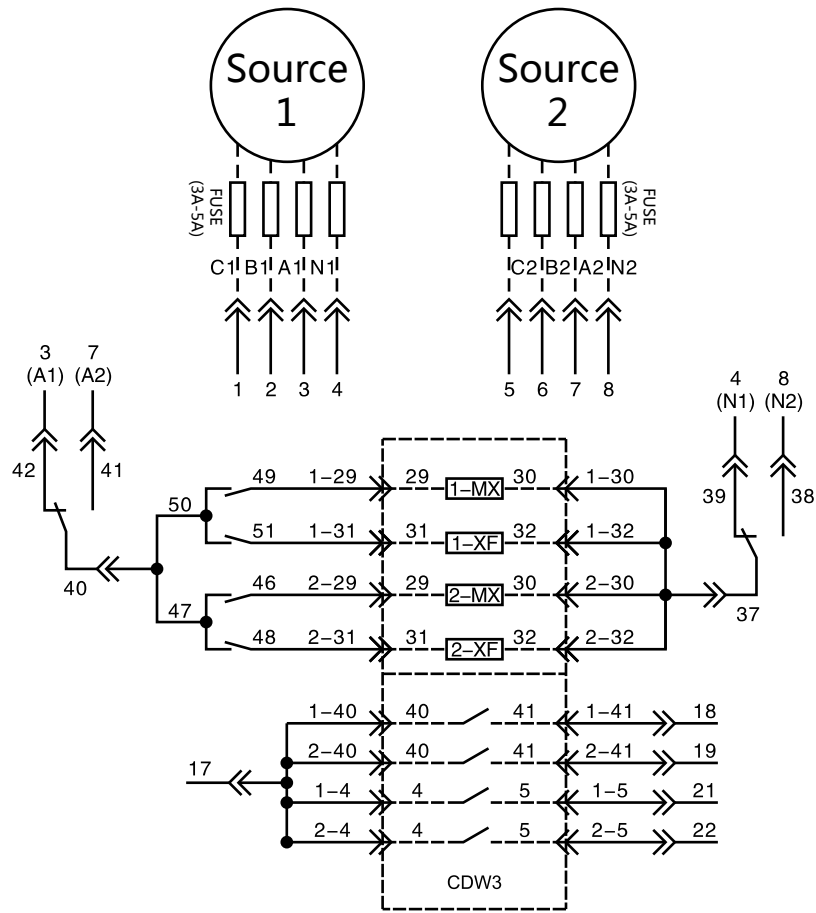 Source 1
Source 2
FUSE (3A-5A)
FUSE (3A-5A)
C1 B1 A1 N1
C2 B2 A2 N2
1 2 3 4
5 6 7 8
3 (A1)
7 (A2)
4 (N1)
8 (N2)
42 41
39 38
50
49 1-29 29 1-MX 30 1-30
51 1-31 31 1-XF 32 1-32
40
46 2-29 29 2-MX 30 2-30
47
37
48 2-31 31 2-XF 32 2-32
1-40 40 41 1-41 18
2-40 40 41 2-41 19
17
1-4 4 5 1-5 21
2-4 4 5 2-5 22
CDW3